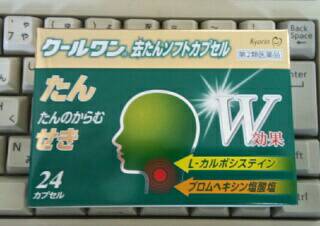 クールワン®去たんソフトカプセル
Kyorin
第2類医薬品
たん
たんのからむ
せき
W効果
L-カルボシステイン
ブロムヘキシン塩酸塩
24
カプセル
Back
Space